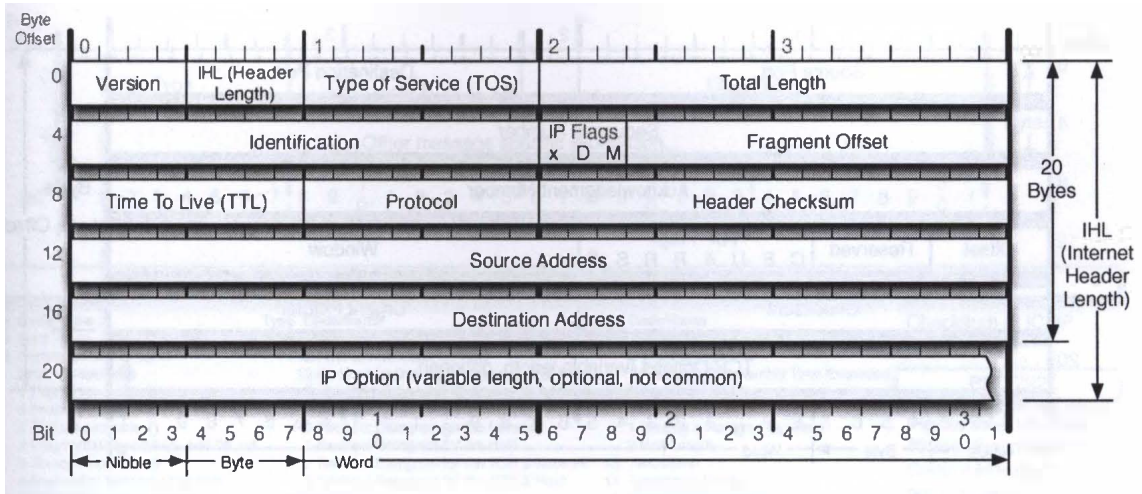 Byte
Offset
0 1 2 3
0 Version IHL (Header Length) Type of Service (TOS) Total Length
4 Identification IP Flags x D M Fragment Offset
8 Time To Live (TTL) Protocol Header Checksum
12 Source Address
16 Destination Address
20 IP Option (variable length, optional, not common)
20
Bytes
IHL
(Internet
Header
Length)
Bit 0 1 2 3 4 5 6 7 8 9 1 0 1 2 3 4 5 6 7 8 9 2 0 1 2 3 4 5 6 7 8 9 3 0 1
Nibble Byte Word